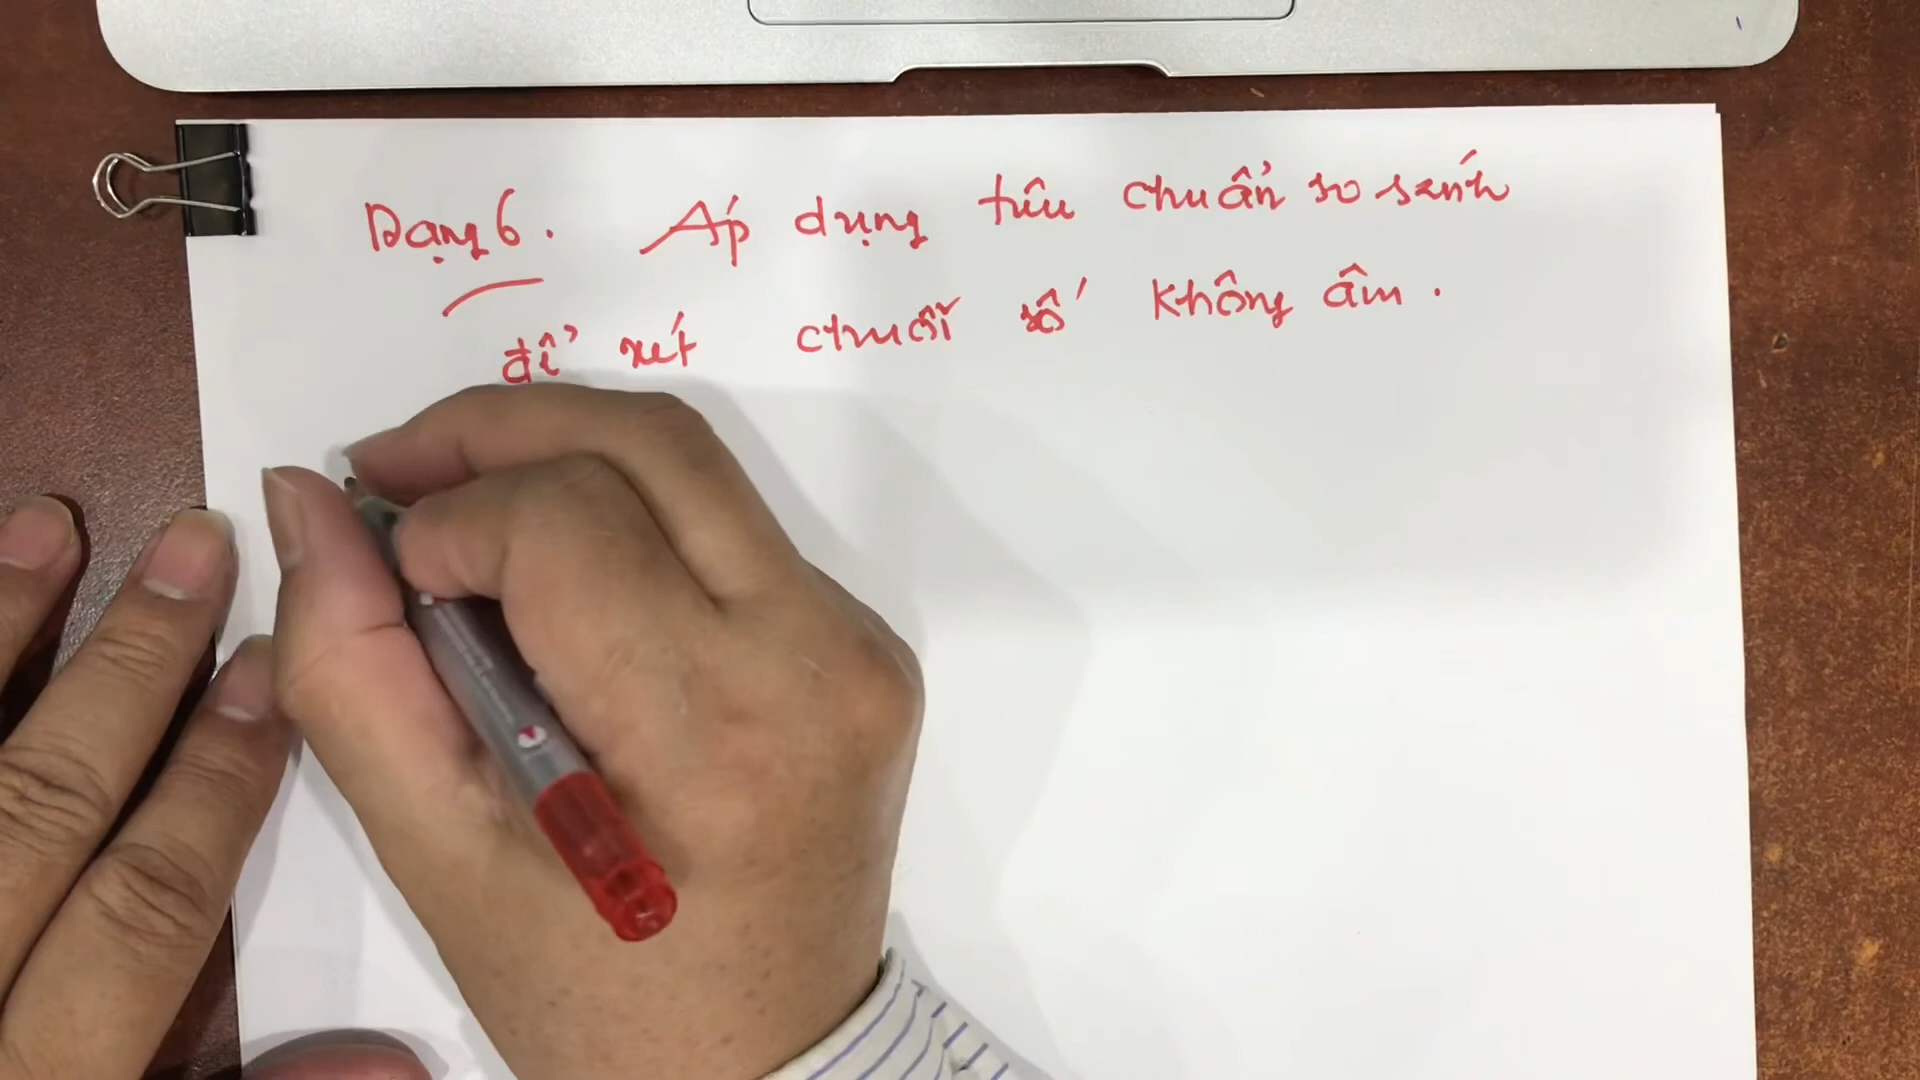 Dạng 6. Áp dụng tiêu chuẩn so sánh
để xét chuỗi số không âm.